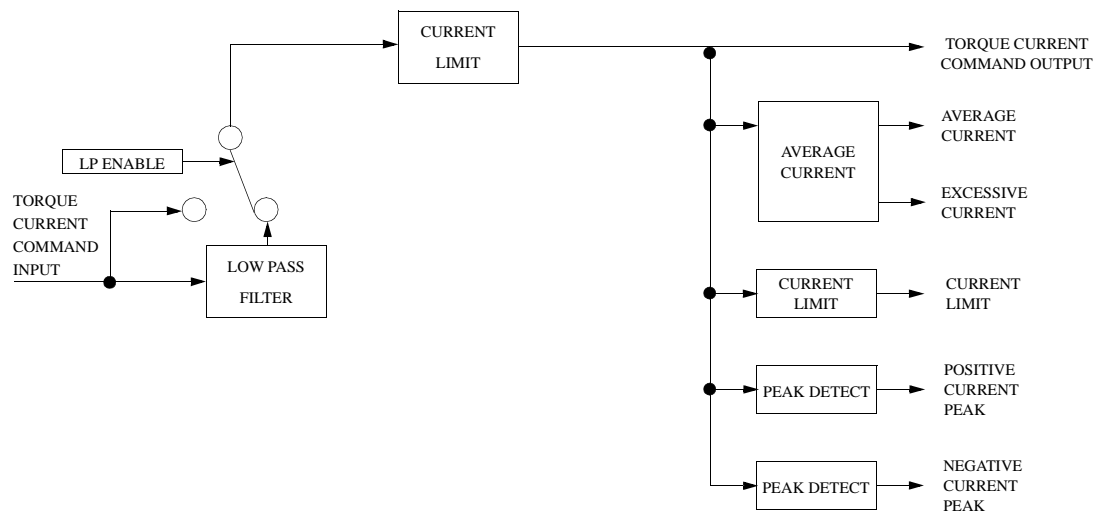 CURRENT
LIMIT
TORQUE CURRENT
COMMAND OUTPUT
LP ENABLE
TORQUE
CURRENT
COMMAND
INPUT
LOW PASS
FILTER
AVERAGE
CURRENT
AVERAGE
CURRENT
EXCESSIVE
CURRENT
CURRENT
LIMIT
CURRENT
LIMIT
PEAK DETECT
POSITIVE
CURRENT
PEAK
PEAK DETECT
NEGATIVE
CURRENT
PEAK